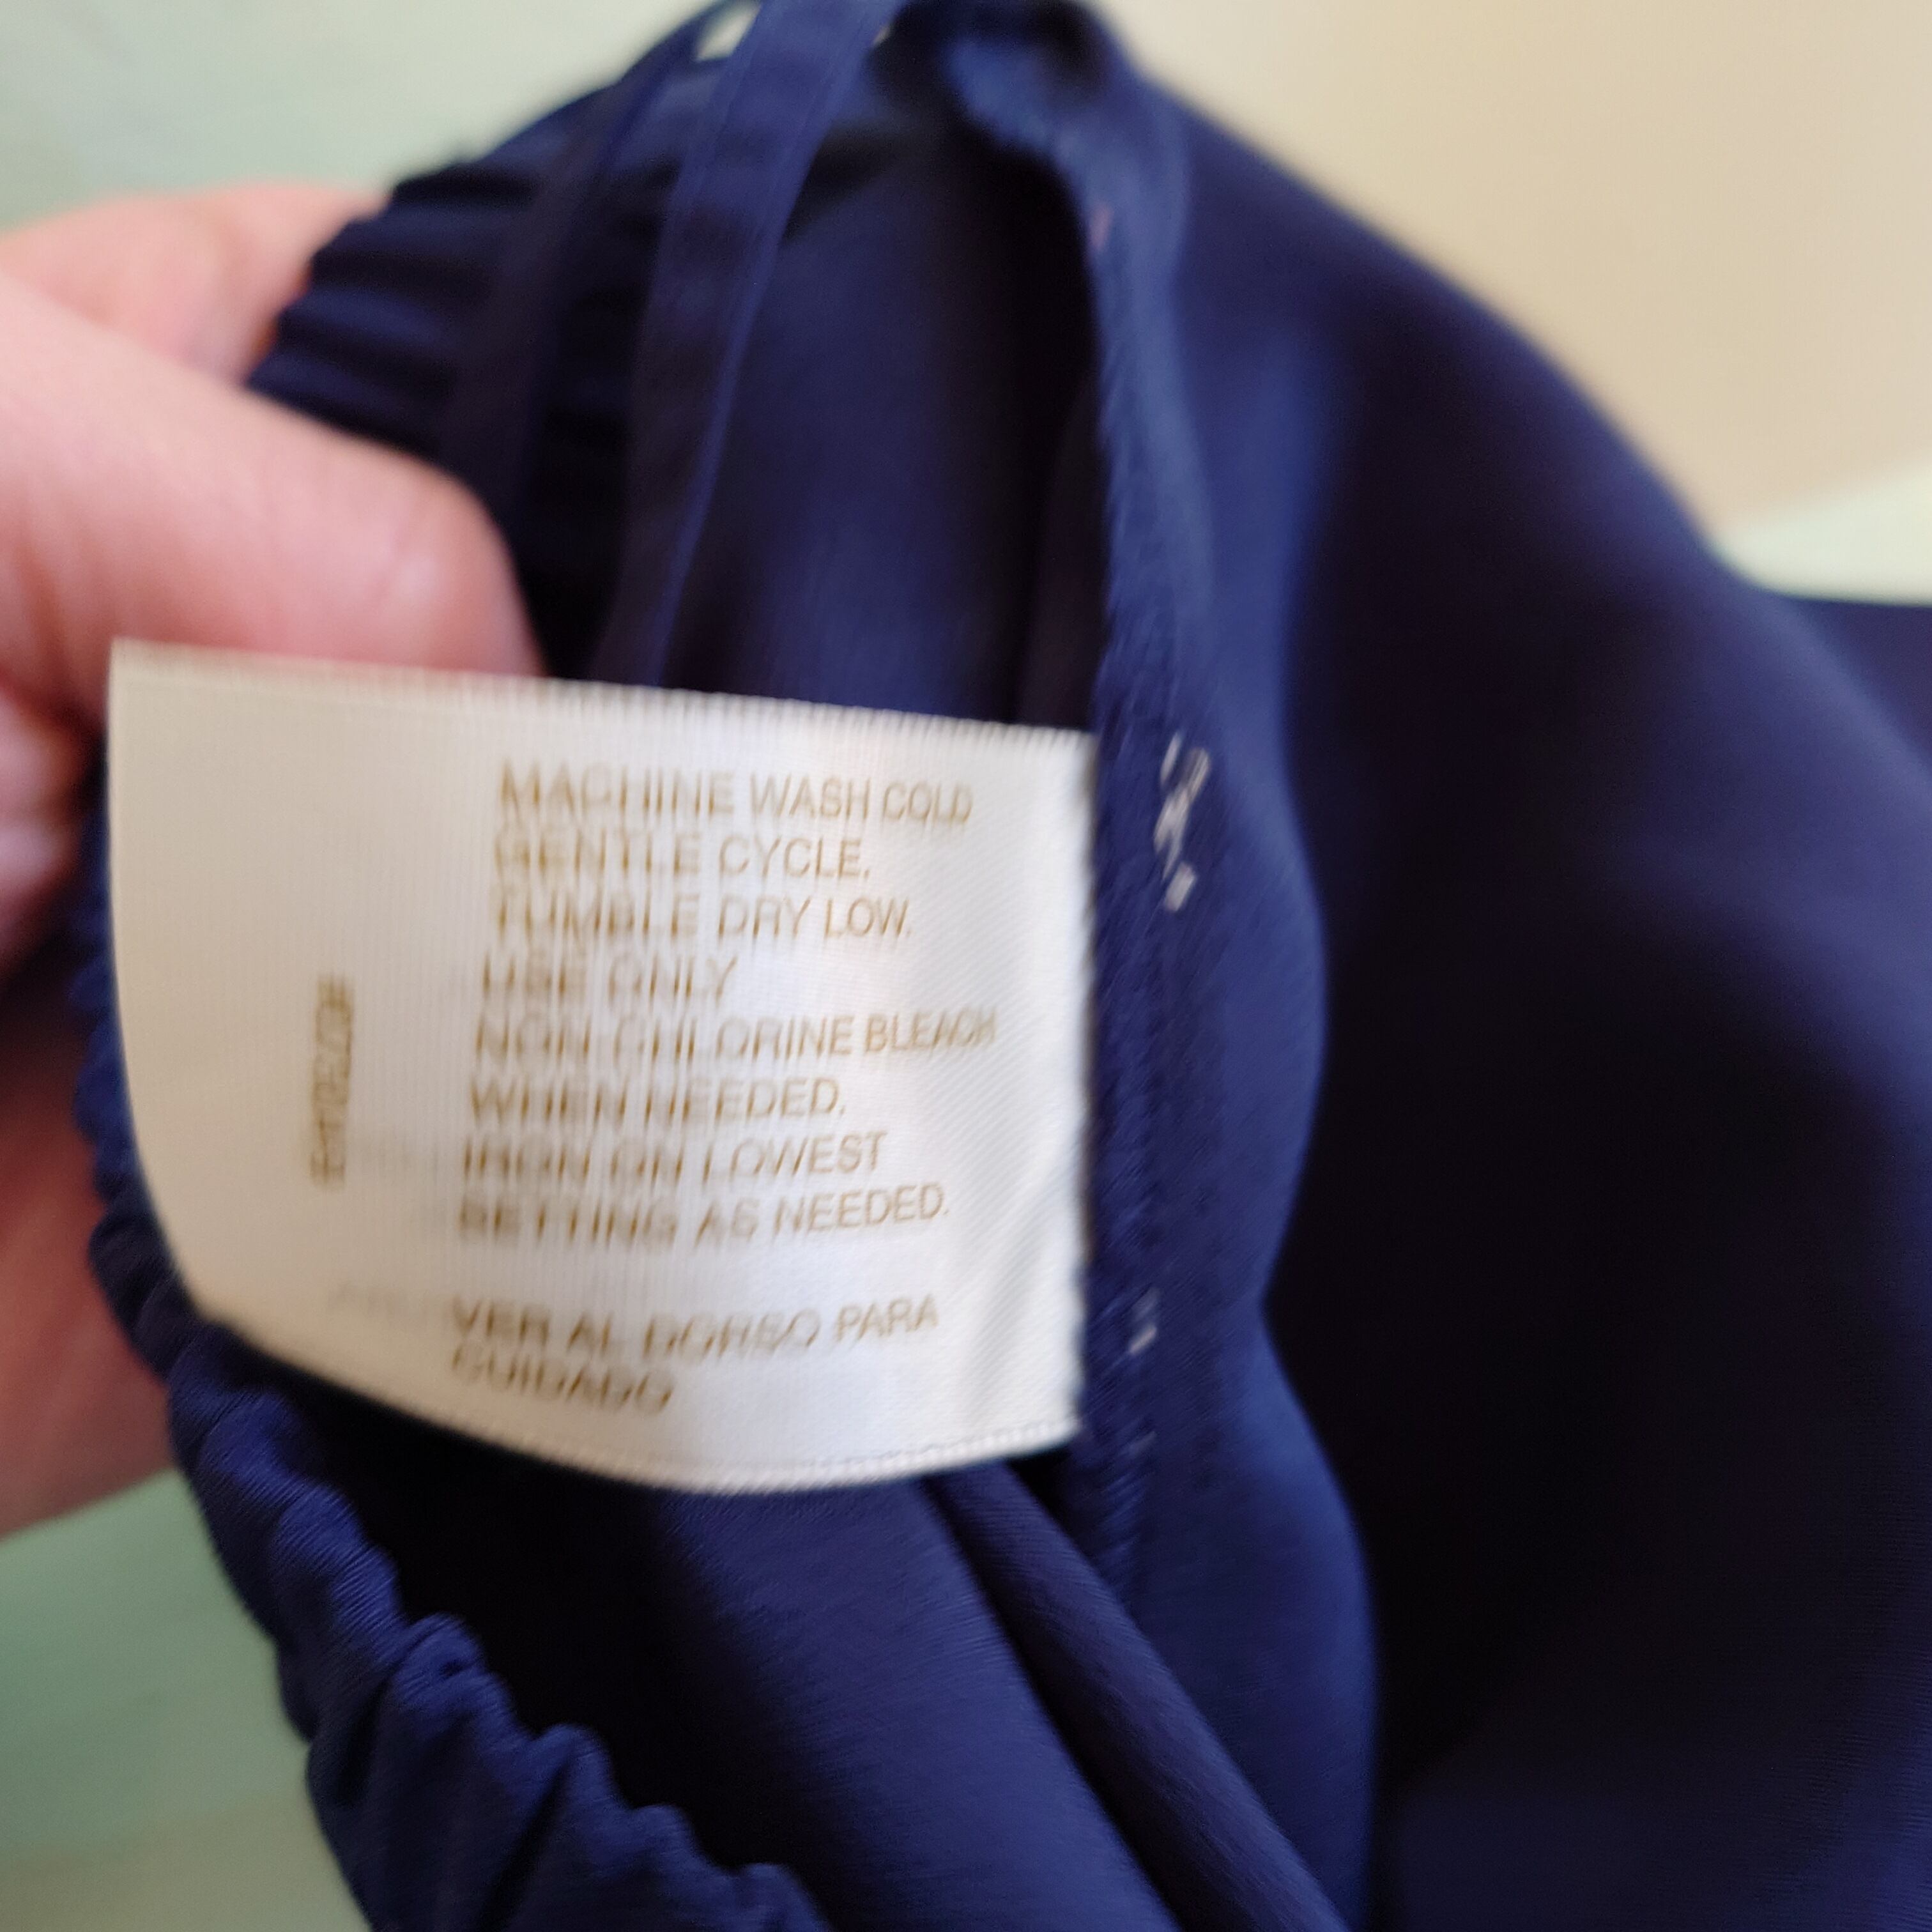 MACHINE WASH COLD
GENTLE CYCLE.
TUMBLE DRY LOW.
USE ONLY
NON CHLORINE BLEACH
WHEN NEEDED.
IRON ON LOWEST
SETTING AS NEEDED.
VER AL DORSO PARA
CUIDADO